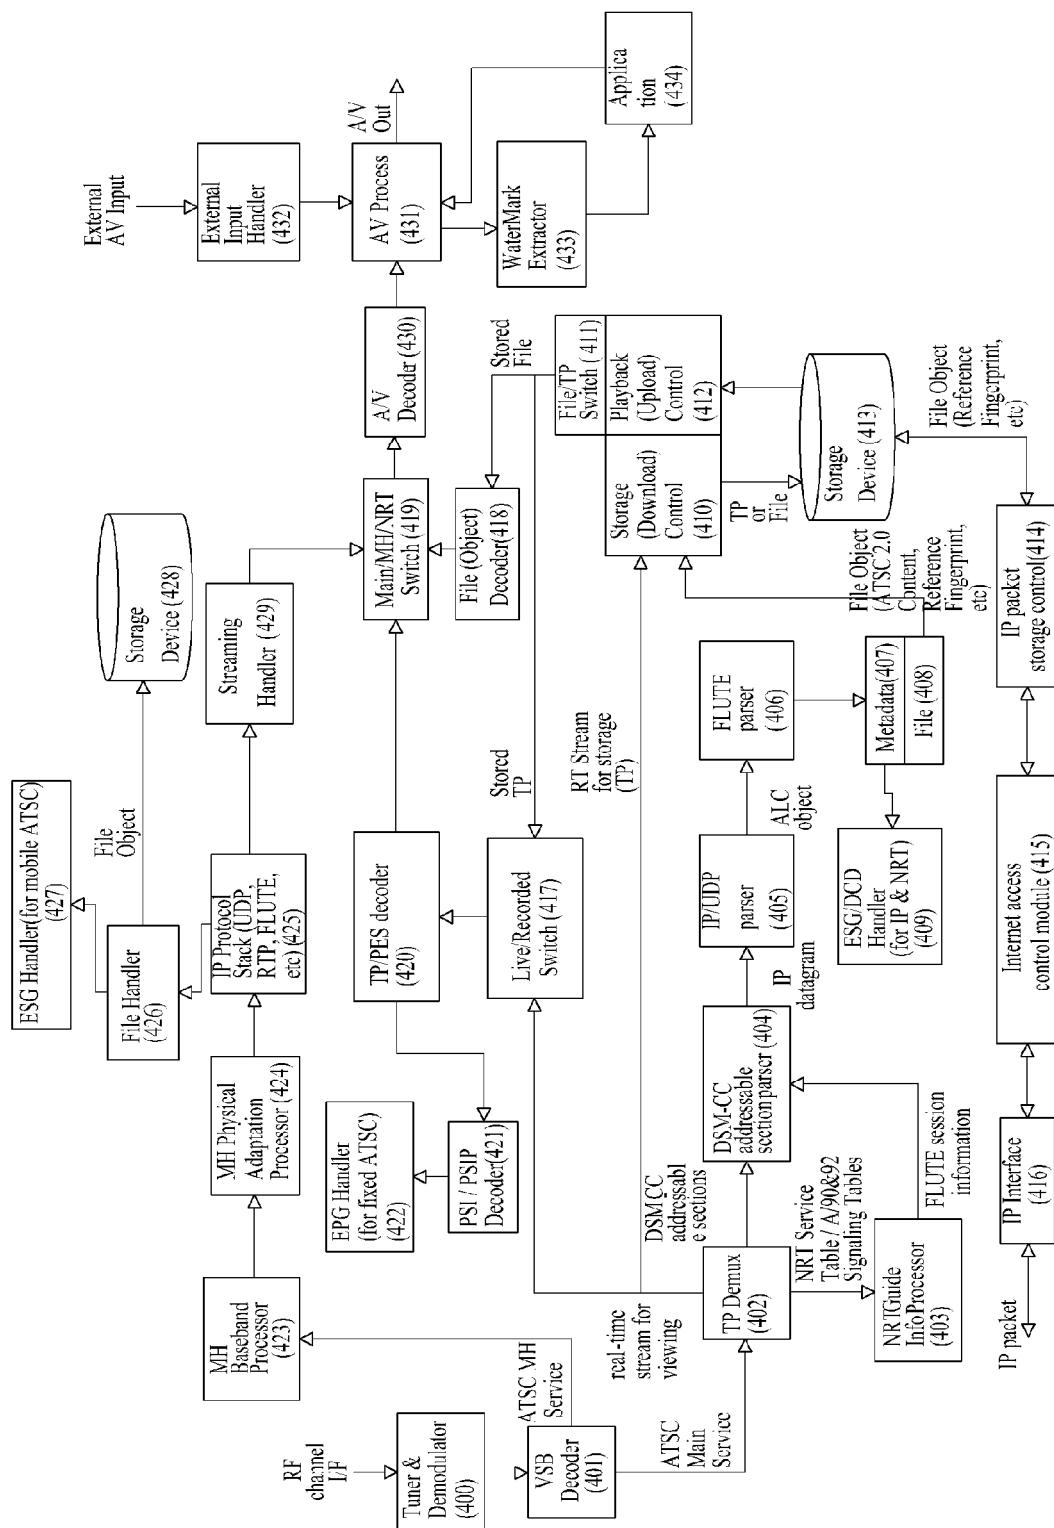 RF
channel
I/F
Tuner &
Demodulator
(400)
VSB
Decoder
(401)
ATSC MH
Service
ATSC
Main
Service
MH
Baseband
Processor
(423)
MH Physical
Adaptation
Processor (424)
IP Protocol
Stack (UDP,
RTP, FLUTE,
etc) (425)
File Handler
(426)
ESG Handler(for mobile ATSC)
(427)
File
Object
Storage
Device (428)
Streaming
Handler (429)
External
AV Input
External
Input
Handler
(432)
EPG Handler
(for fixed ATSC)
(422)
PSI / PSIP
Decoder(421)
TP/PES decoder
(420)
Main/MH/NRT
Switch (419)
A/V
Decoder (430)
AV Process
(431)
A/V
Out
Live/Recorded
Switch (417)
Stored
TP
File (Object)
Decoder(418)
Stored
File
WaterMark
Extractor
(433)
Applica
tion
(434)
real-time
stream for
viewing
RT Stream
for storage
(TP)
File/TP
Switch (411)
Storage
(Download)
Control
(410)
Playback
(Upload)
Control
(412)
TP Demux
(402)
DSM-CC
addressabl
e sections
DSM-CC
addressable
section parser (404)
IP
datagram
IP/UDP
parser
(405)
ALC
object
FLUTE
parser
(406)
TP
or
File
Storage
Device (413)
NRT Service
Table / A/90&92
Signaling Tables
NRTGuide
InfoProcessor
(403)
FLUTE session
information
ESG/DCD
Handler
(for IP & NRT)
(409)
Metadata(407)
File (408)
File Object
(ATSC 2.0
Content,
Reference
Fingerprint,
etc)
File Object
(Reference
Fingerprint,
etc)
IP packet
IP Interface
(416)
Internet access
control module (415)
IP packet
storage control(414)